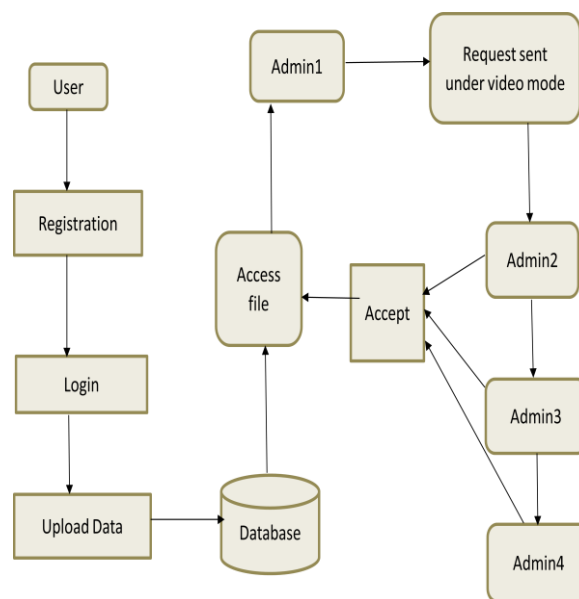 User
Registration
Login
Upload Data
Database
Access
file
Admin1
Request sent
under video mode
Admin2
Accept
Admin3
Admin4